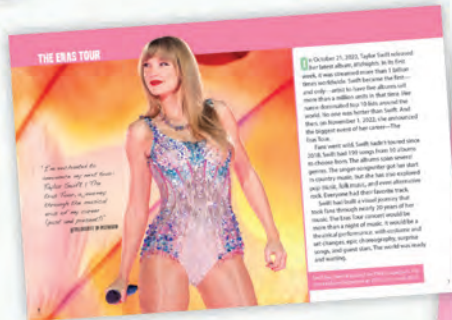 THE ERAS TOUR
"I'm enchanted to
announce my next tour:
Taylor Swift | The
Eras Tour, a journey
through the musical
eras of my career
(past and present!)"
On October 21, 2022, Taylor Swift released
her latest album, Midnights. In its first
week, it was streamed more than 1 billion
times worldwide. Swift became the first—
and only—artist to have five albums sell
more than a million units in that time. Her
name dominated top 10 lists around the
world. No one was hotter than Swift. And
then, on November 1, 2022, she announced
the biggest event of her career—The
Eras Tour.
Fans went wild. Swift hadn't toured since
2018. Swift had 190 songs from 10 albums
to choose from. The albums span several
genres. The singer-songwriter got her start
in country music, but she has also explored
pop music, folk music, and even alternative
rock. Everyone had their favorite track.
Swift had built a visual journey that
took fans through nearly 20 years of her
music. The Eras Tour concert would be
more than a night of music. It would be a
theatrical performance, with costume and
set changes, epic choreography, surprise
songs, and guest stars. The world was ready
and waiting.